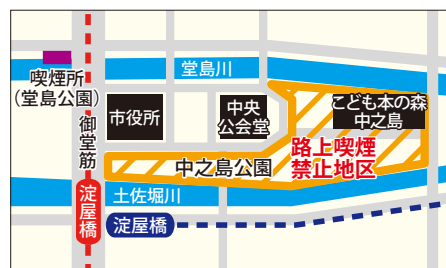 堂島川
喫煙所
(堂島公園)
市役所
中央
公会堂
こども本の森
中之島
御堂筋
中之島公園
路上喫煙
禁止地区
土佐堀川
淀屋橋
淀屋橋